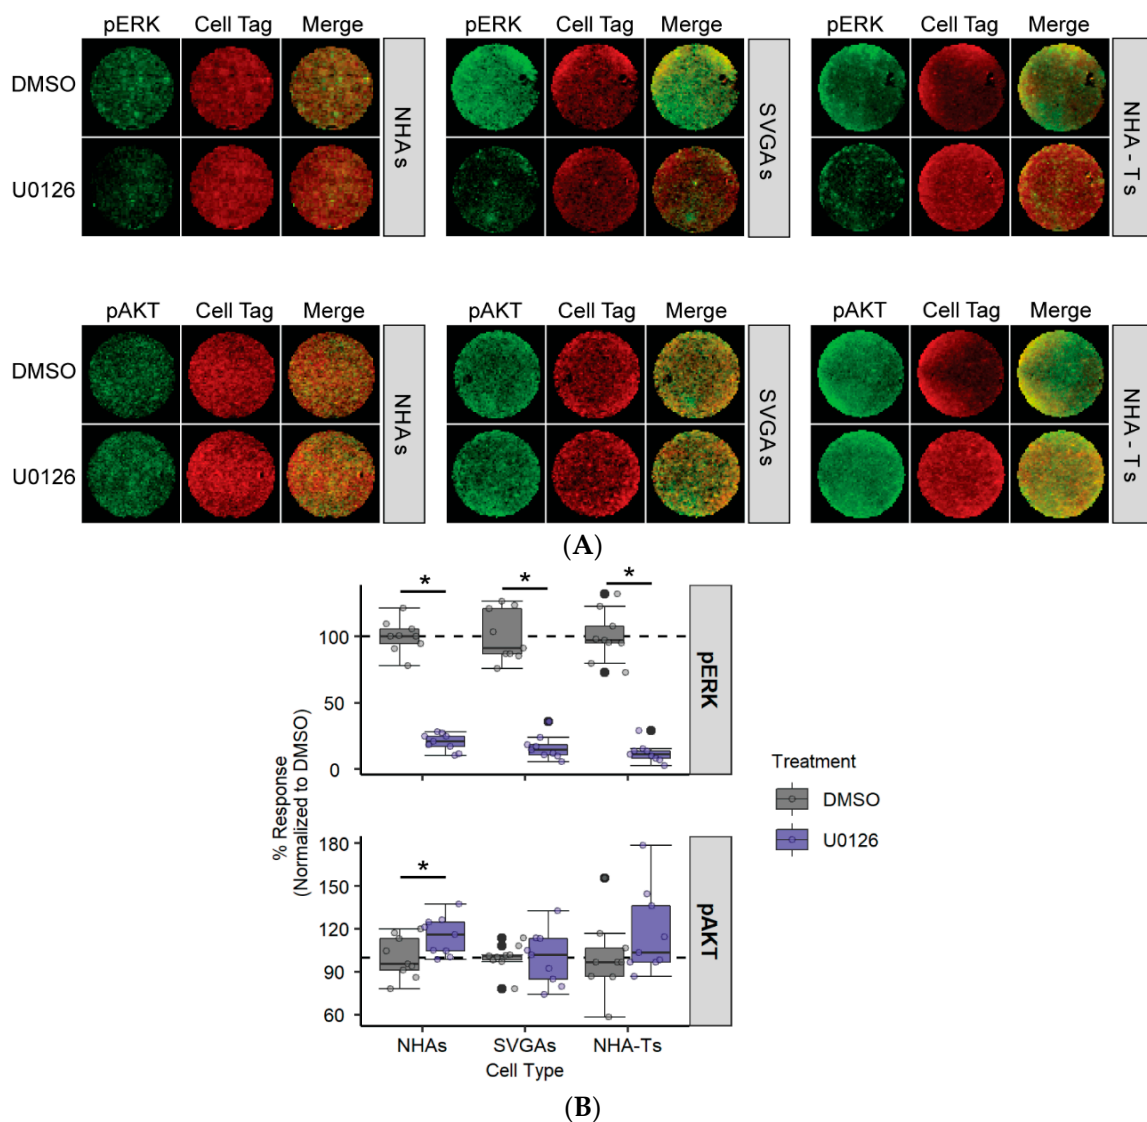 pERK Cell Tag Merge pERK Cell Tag Merge pERK Cell Tag Merge
DMSO
U0126
NHAs
SVGAs
NHA - Ts
pAKT Cell Tag Merge pAKT Cell Tag Merge pAKT Cell Tag Merge
DMSO
U0126
NHAs
SVGAs
NHA - Ts
(A)
* * *
100
50
0
pERK
% Response
(Normalized to DMSO)
*
180
150
120
90
60
pAKT
NHAs SVGAs NHA-Ts
Cell Type
Treatment
DMSO
U0126
(B)